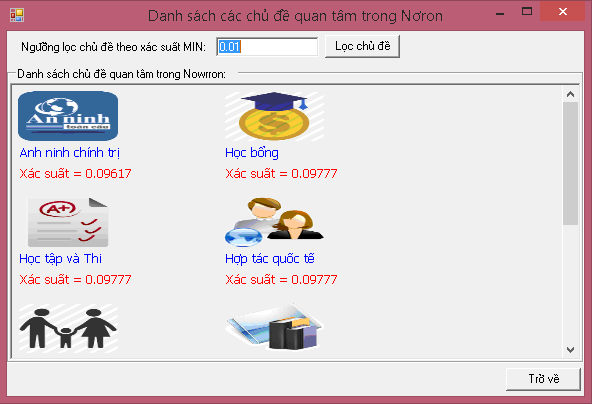 Danh sách các chủ đề quan tâm trong Nơron
Ngưỡng lọc chủ đề theo xác suất MIN: 0.01 Lọc chủ đề
Danh sách chủ đề quan tâm trong Nowrron:
An ninh
toàn cầu
Anh ninh chính trị
Xác suất = 0.09617
$
Học bổng
Xác suất = 0.09777
A+
Học tập và Thi
Xác suất = 0.09777
Hợp tác quốc tế
Xác suất = 0.09777
Trở về